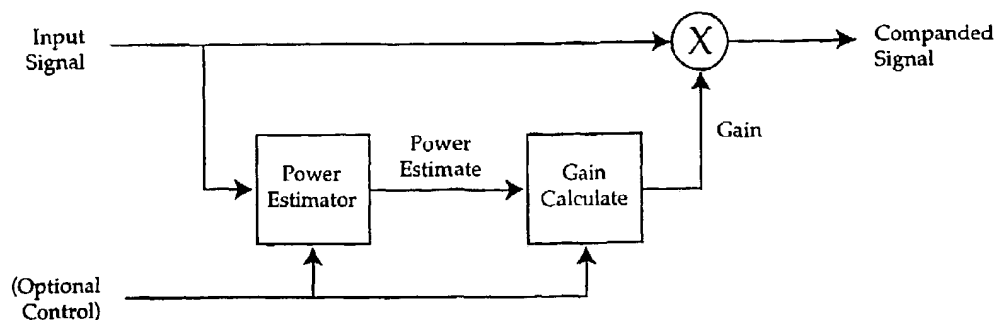 Input
Signal
X
Companded
Signal
Gain
Power
Estimate
Power
Estimator
Gain
Calculate
(Optional
Control)